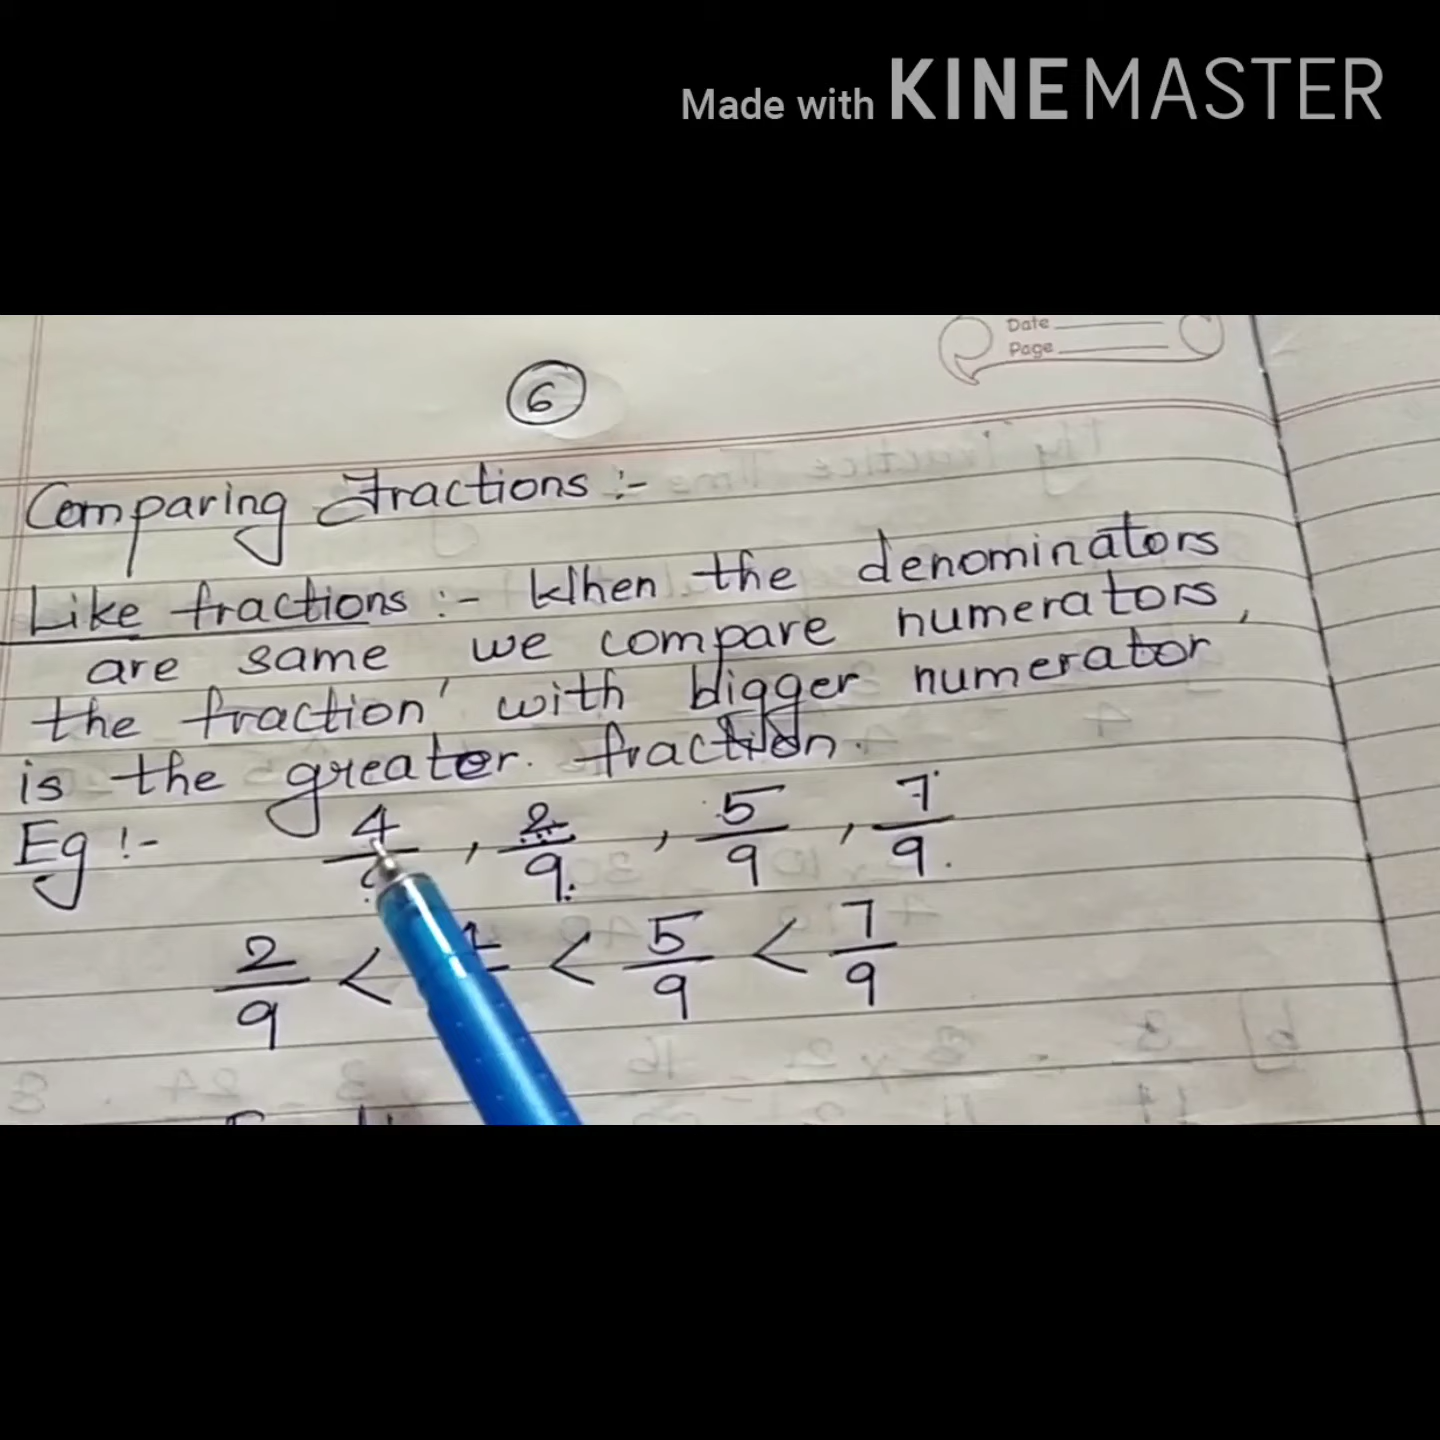 Made with KINEMASTER
Date
Page
6
Comparing Fractions :-
Like fractions :- When the denominators
are same we compare numerators,
the fraction with bigger numerator
is the greater fraction.
Eg :- 4/ , 2/9 , 5/9 , 7/9
2/9 < < 5/9 < 7/9